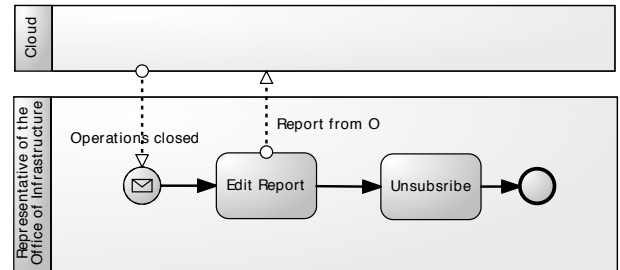 Cloud
Operations closed
Report from O
Representative of the
Office of Infrastructure
Edit Report
Unsubsribe